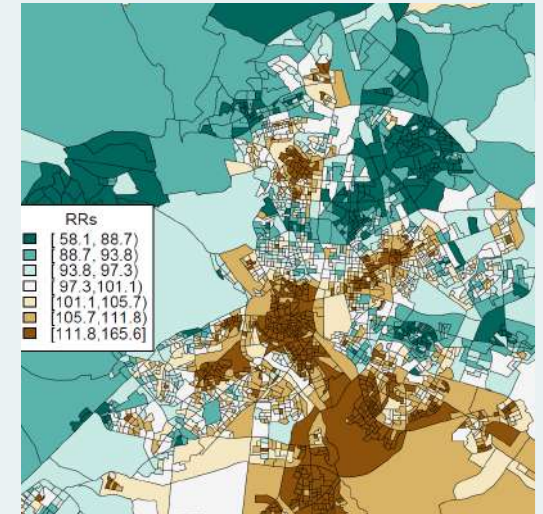 RRs
[ 58.1, 88.7)
[ 88.7, 93.8)
[ 93.8, 97.3)
[ 97.3,101.1)
[101.1,105.7)
[105.7,111.8)
[111.8,165.6]